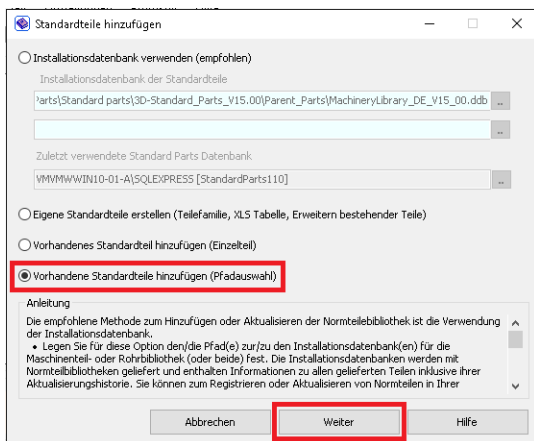 Standardteile hinzufügen
Installationsdatenbank verwenden (empfohlen)
Installationsdatenbank der Standardteile
?arts\Standard parts\3D-Standard_Parts_V15.00\Parent_Parts\MachineryLibrary_DE_V15_00.ddb
..
..
Zuletzt verwendete Standard Parts Datenbank
VMVMWWIN10-01-A\SQLEXPRESS [StandardParts110]
..
Eigene Standardteile erstellen (Teilefamilie, XLS Tabelle, Erweitern bestehender Teile)
Vorhandenes Standardteil hinzufügen (Einzelteil)
Vorhandene Standardteile hinzufügen (Pfadauswahl)
Anleitung
Die empfohlene Methode zum Hinzufügen oder Aktualisieren der Normteilebibliothek ist die Verwendung
der Installationsdatenbank.
• Legen Sie für diese Option den/die Pfad(e) zur/zu den Installationsdatenbank(en) für die
Maschinenteil- oder Rohrbibliothek (oder beide) fest. Die Installationsdatenbanken werden mit
Normteilbibliotheken geliefert und enthalten Informationen zu allen gelieferten Teilen inklusive ihrer
Aktualisierungshistorie. Sie können zum Registrieren oder Aktualisieren von Normteilen in Ihrer
Abbrechen
Weiter
Hilfe